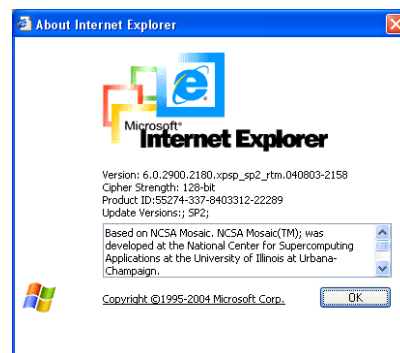 About Internet Explorer
Microsoft®
Internet Explorer
Version: 6.0.2900.2180.xpsp_sp2_rtm.040803-2158
Cipher Strength: 128-bit
Product ID:55274-337-8403312-22289
Update Versions:; SP2;
Based on NCSA Mosaic. NCSA Mosaic(TM); was
developed at the National Center for Supercomputing
Applications at the University of Illinois at Urbana-
Champaign.
Copyright ©1995-2004 Microsoft Corp.
OK